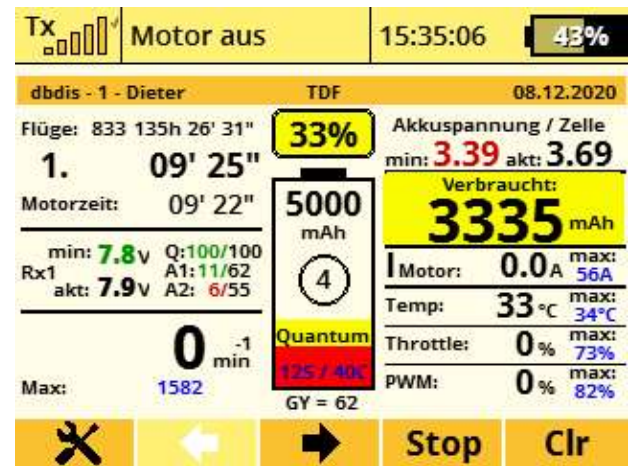 Tx Motor aus 15:35:06 43%
dbdis - 1 - Dieter TDF 08.12.2020
Flüge: 833 135h 26' 31"
1. 09' 25"
Motorzeit: 09' 22"
Rx1 min: 7.8V Q:100/100
A1:11/62
akt: 7.9V A2: 6/55
0 min -1
Max: 1582
33%
5000
mAh
4
Quantum
12S / 40C
GY = 62
Akkuspannung / Zelle
min: 3.39 akt: 3.69
Verbraucht:
3335 mAh
I Motor: 0.0A max: 56A
Temp: 33 °C max: 34°C
Throttle: 0% max: 73%
PWM: 0% max: 82%
Stop Clr